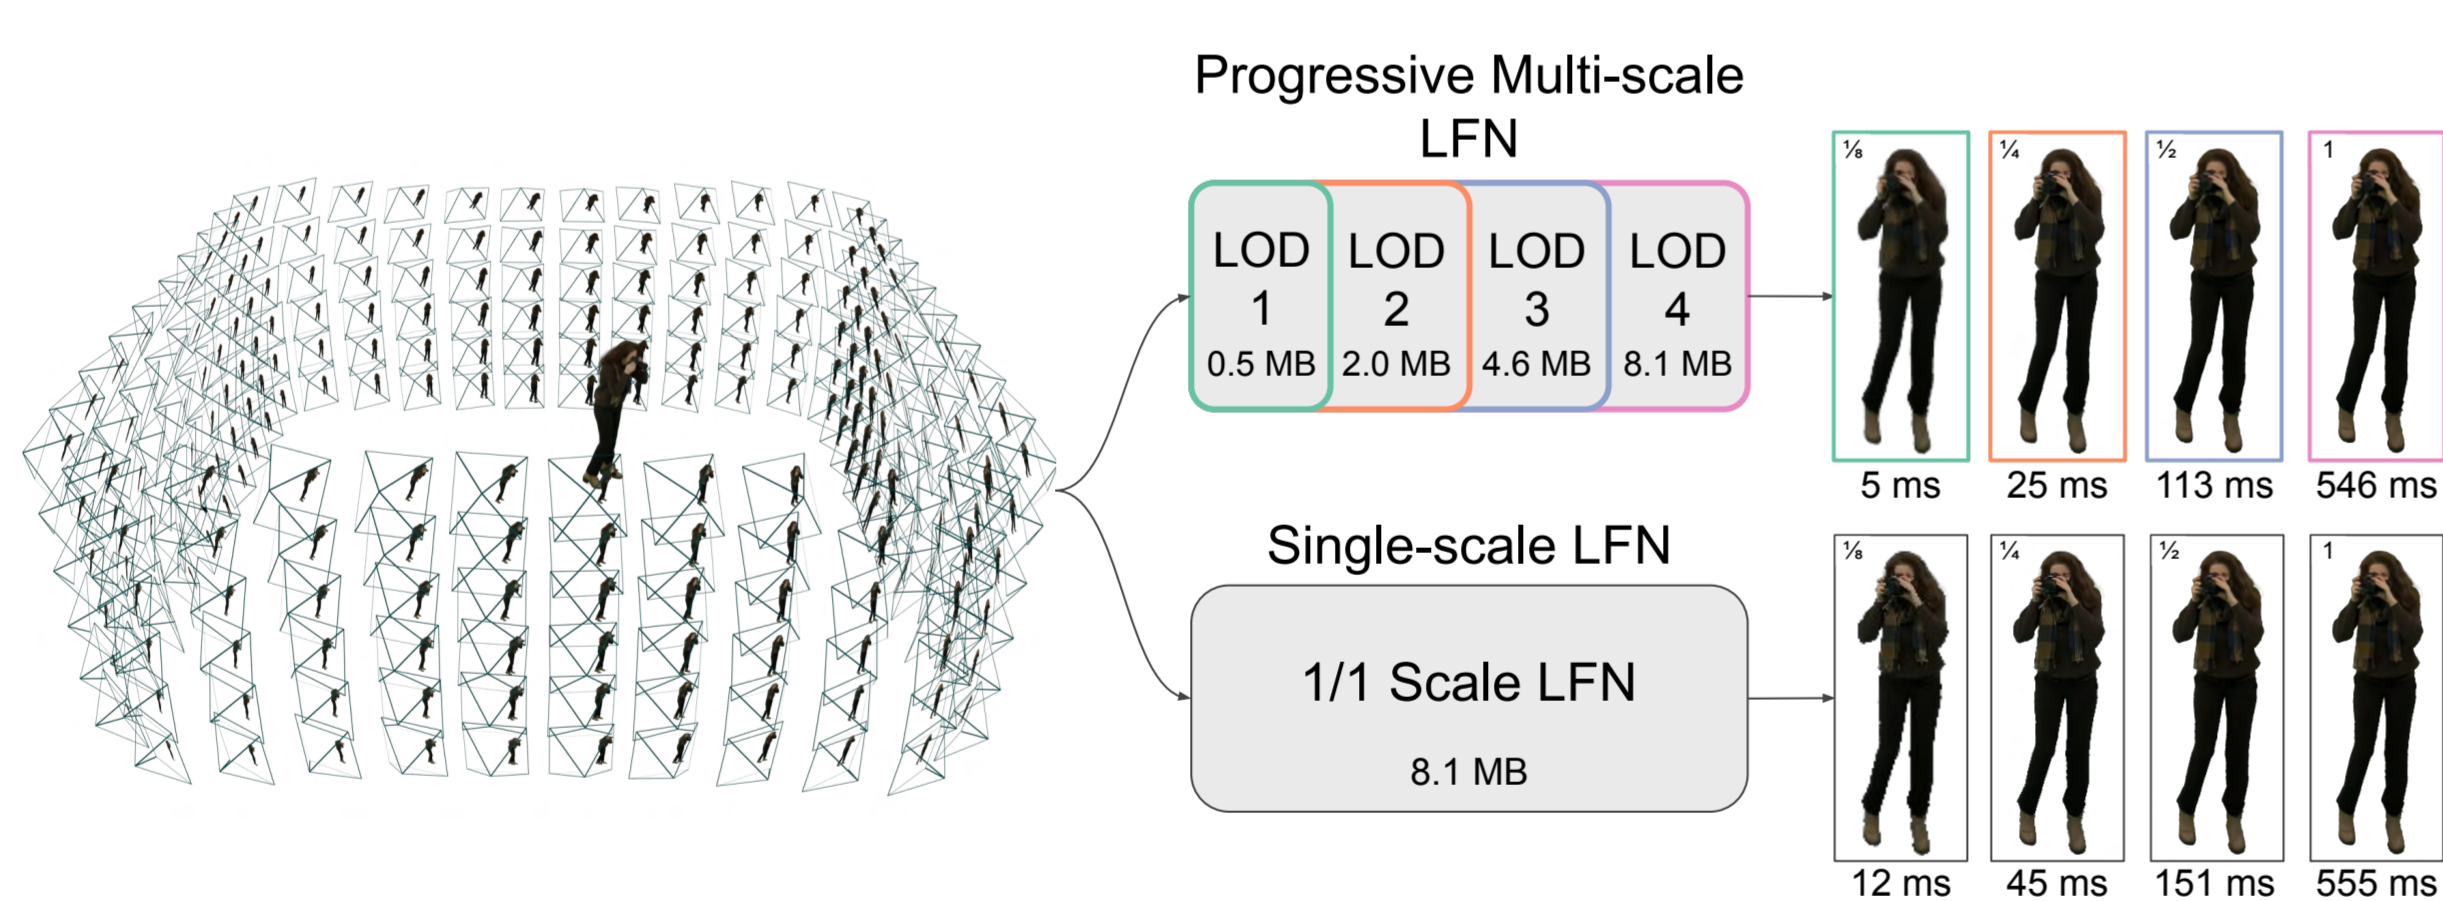 Progressive Multi-scale
LFN
LOD LOD LOD LOD
1 2 3 4
0.5 MB 2.0 MB 4.6 MB 8.1 MB
⅛ ¼ ½ 1
5 ms 25 ms 113 ms 546 ms
Single-scale LFN
1/1 Scale LFN
8.1 MB
⅛ ¼ ½ 1
12 ms 45 ms 151 ms 555 ms